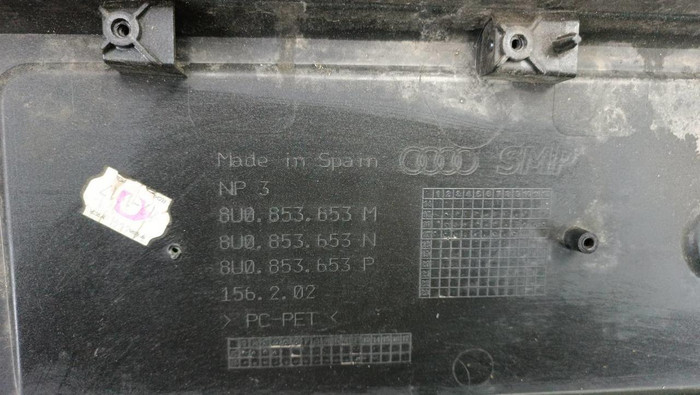 Made in Spain SMP
NP 3
8U0.853.653 M
8U0.853.653 N
8U0.853.653 P
156.2.02
> PC-PET <